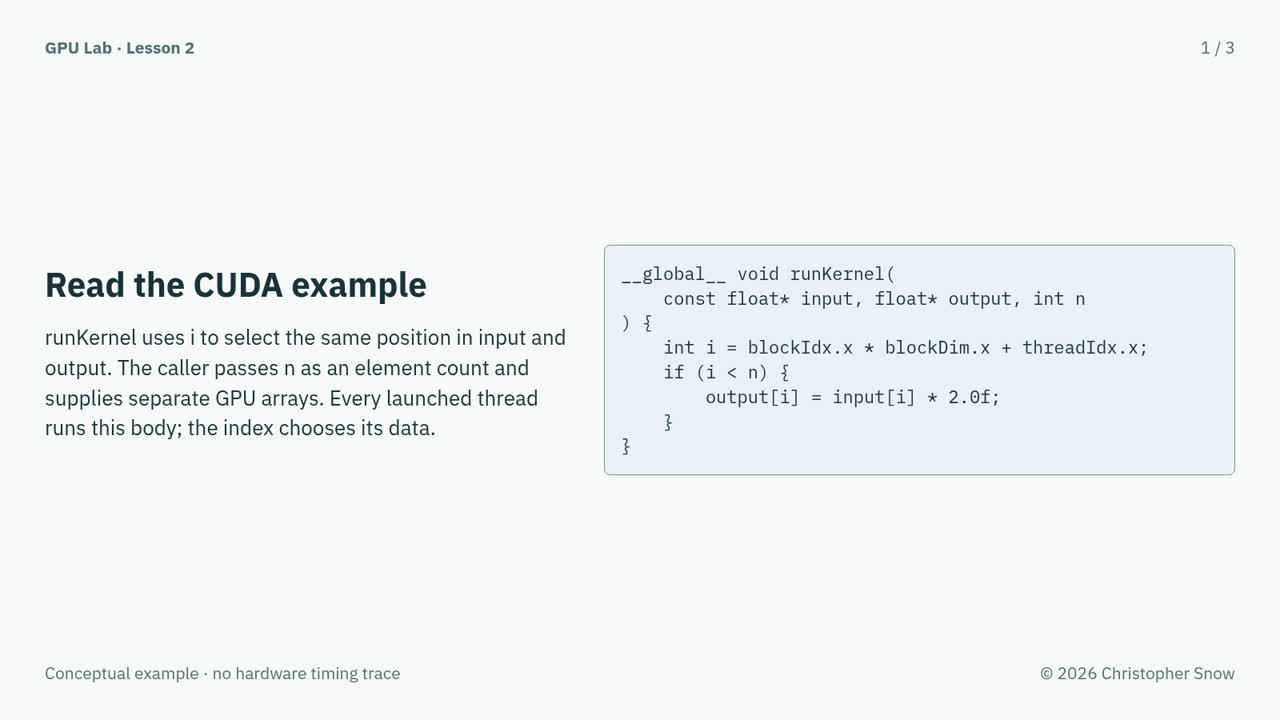 GPU Lab · Lesson 2
1 / 3
Read the CUDA example
runKernel uses i to select the same position in input and
output. The caller passes n as an element count and
supplies separate GPU arrays. Every launched thread
runs this body; the index chooses its data.
__global__ void runKernel(
    const float* input, float* output, int n
) {
    int i = blockIdx.x * blockDim.x + threadIdx.x;
    if (i < n) {
        output[i] = input[i] * 2.0f;
    }
}
Conceptual example · no hardware timing trace
© 2026 Christopher Snow